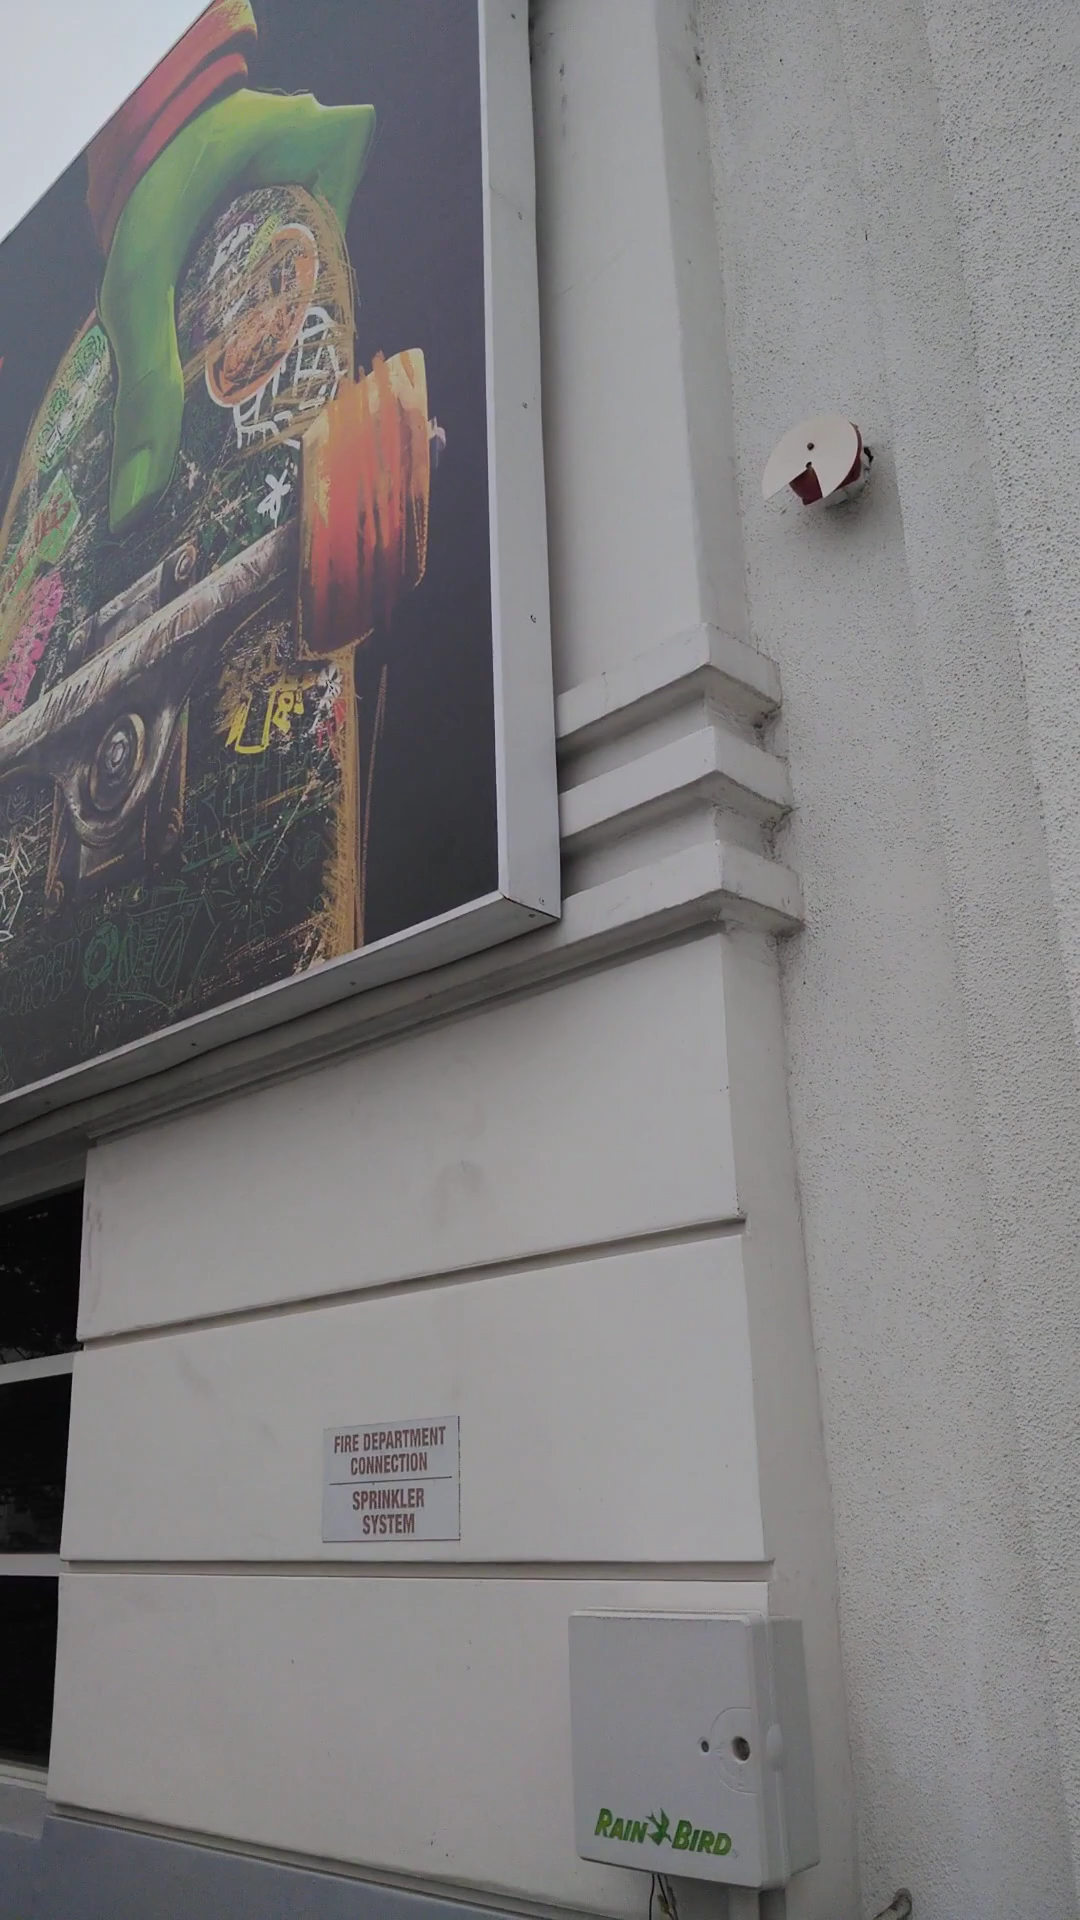 FIRE DEPARTMENT
CONNECTION
SPRINKLER
SYSTEM
RAIN BIRD